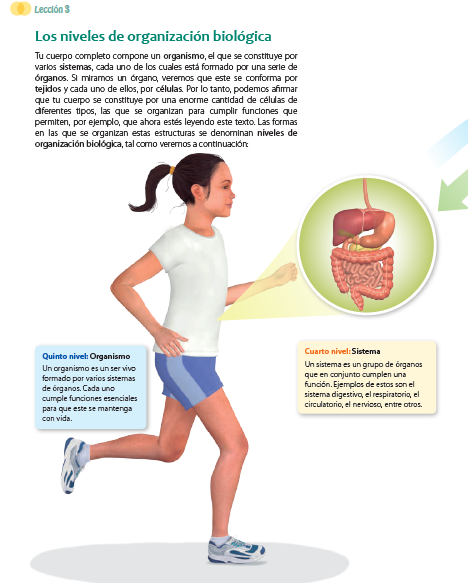 Lección 3
Los niveles de organización biológica
Tu cuerpo completo compone un organismo, el que se constituye por
varios sistemas, cada uno de los cuales está formado por una serie de
órganos. Si miramos un órgano, veremos que este se conforma por
tejidos y cada uno de ellos, por células. Por lo tanto, podemos afirmar
que tu cuerpo se constituye por una enorme cantidad de células de
diferentes tipos, las que se organizan para cumplir funciones que
permiten, por ejemplo, que ahora estés leyendo este texto. Las formas
en las que se organizan estas estructuras se denominan niveles de
organización biológica, tal como veremos a continuación:
Quinto nivel: Organismo
Un organismo es un ser vivo
formado por varios sistemas
de órganos. Cada uno
cumple funciones esenciales
para que este se mantenga
con vida.
Cuarto nivel: Sistema
Un sistema es un grupo de órganos
que en conjunto cumplen una
función. Ejemplos de estos son el
sistema digestivo, el respiratorio, el
circulatorio, el nervioso, entre otros.